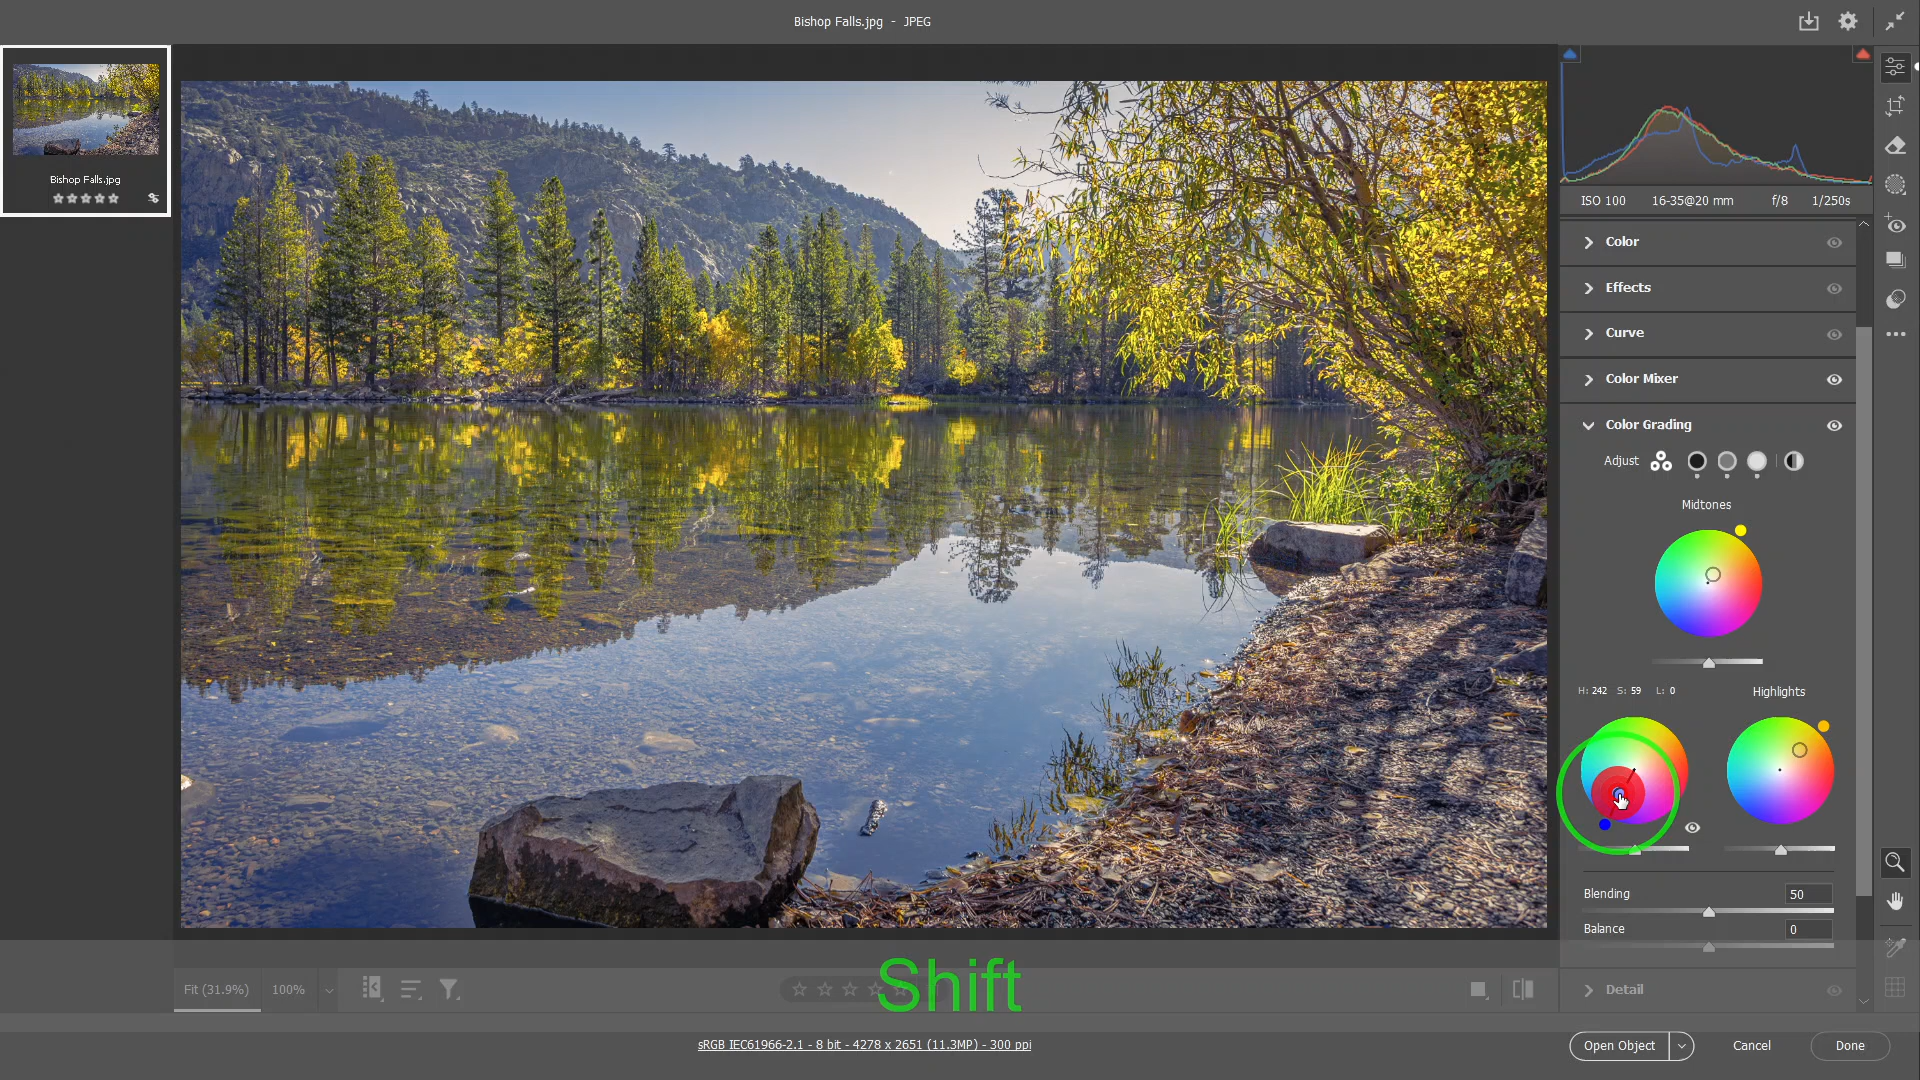 Bishop Falls.jpg - JPEG
Bishop Falls.jpg
ISO 100 16-35@20 mm f/8 1/250s
Color
Effects
Curve
Color Mixer
Color Grading
Adjust
Midtones
H: 242 S: 59 L: 0 Highlights
Blending 50
Balance 0
Detail
Fit (31.9%) 100%
Shift
sRGB IEC61966-2.1 - 8 bit - 4278 x 2651 (11.3MP) - 300 ppi
Open Object Cancel Done